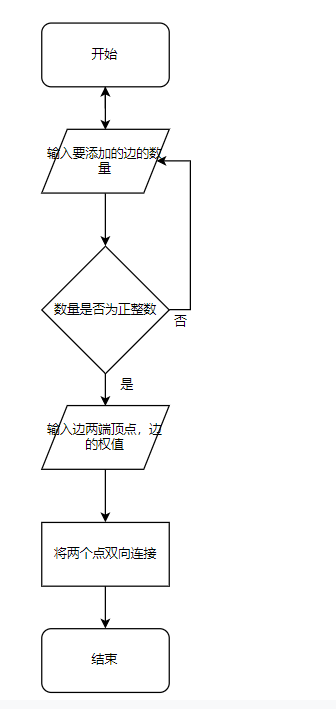 开始
输入要添加的边的数
量
数量是否为正整数
否
是
输入边两端顶点，边
的权值
将两个点双向连接
结束